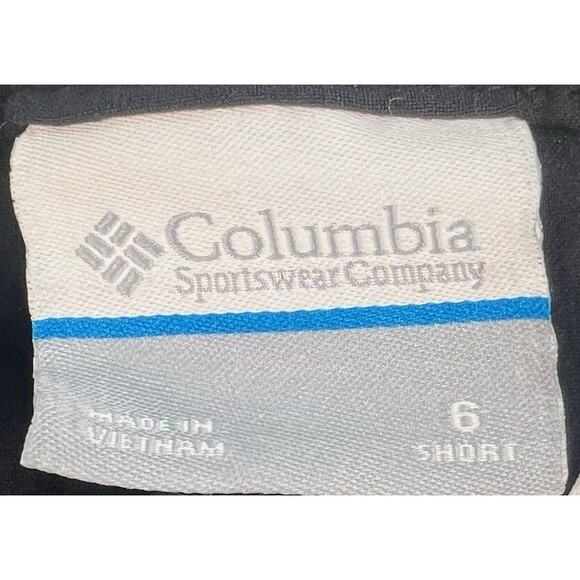 Columbia
Sportswear Company
MADE IN
VIETNAM
6
SHORT